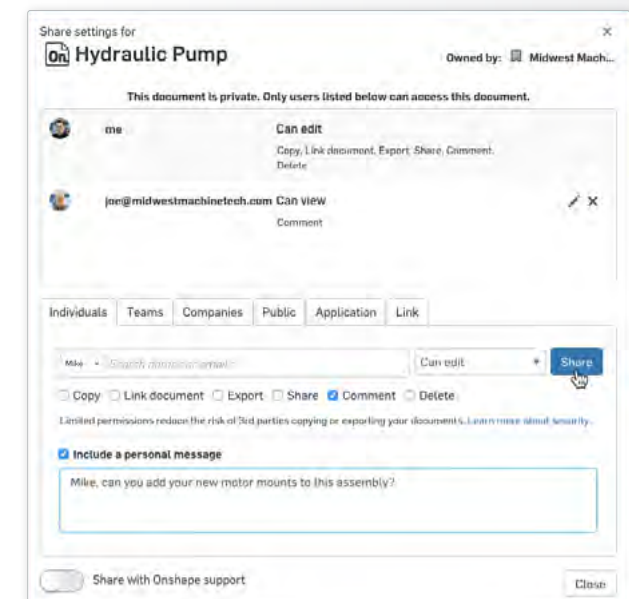 Share settings for
×
On Hydraulic Pump
Owned by: Midwest Mach...
This document is private. Only users listed below can access this document.
me
Can edit
Copy, Link document, Export, Share, Comment,
Delete
joe@midwestmachinetech.com Can view
Comment
Individuals Teams Companies Public Application Link
Mike
Can edit
Share
Copy Link document Export Share Comment Delete
Limited permissions reduce the risk of 3rd parties copying or exporting your documents. Learn more about security.
Include a personal message
Mike, can you add your new motor mounts to this assembly?
Share with Onshape support
Close